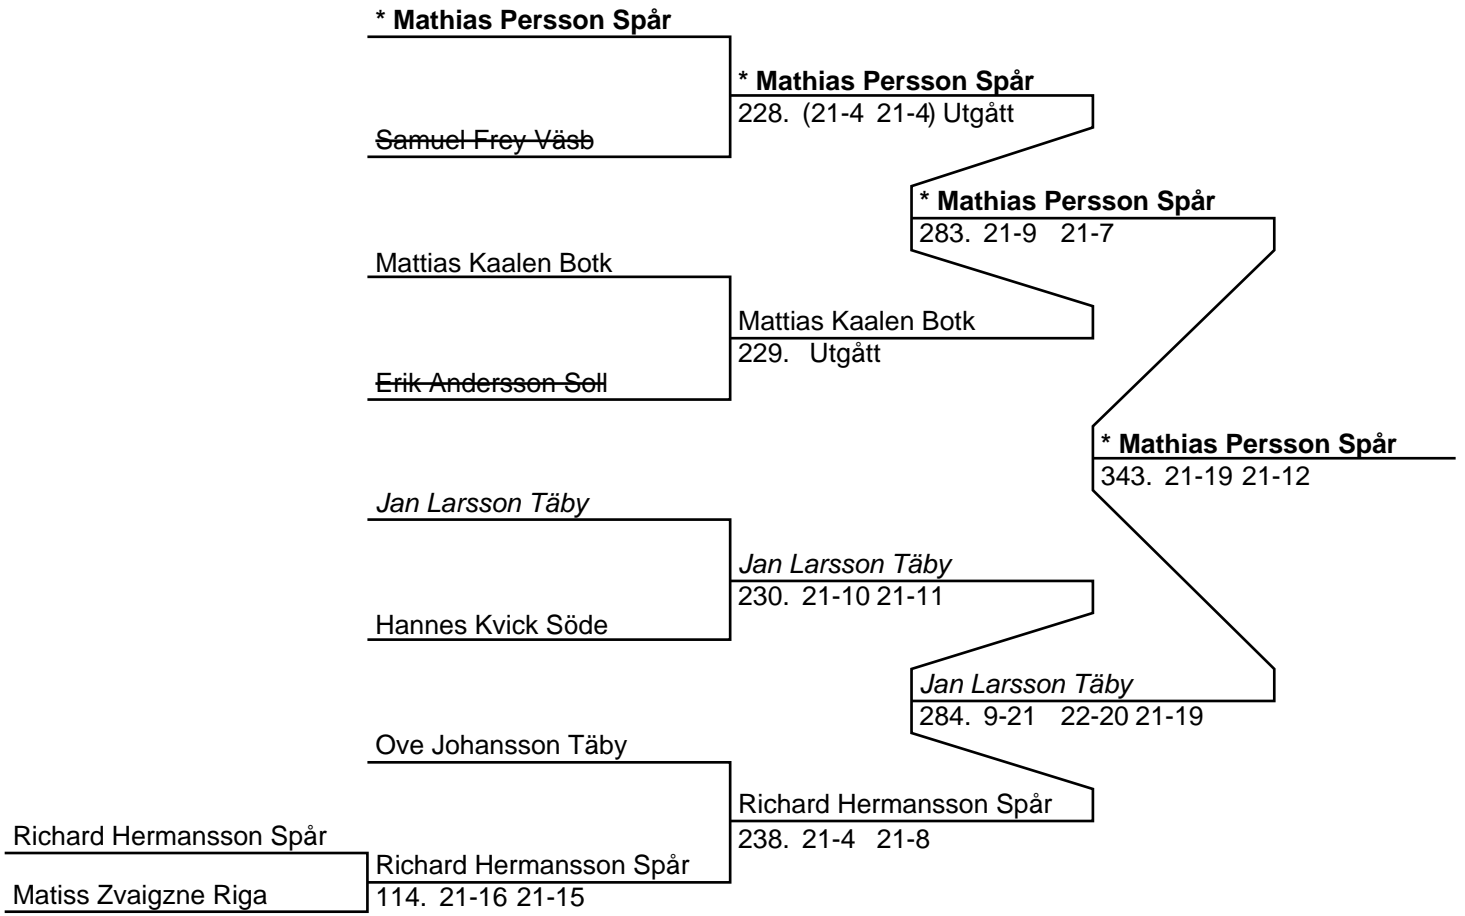 * Mathias Persson Spår
* Mathias Persson Spår
228. (21-4 21-4) Utgått
Samuel Frey Väsb
* Mathias Persson Spår
283. 21-9 21-7
Mattias Kaalen Botk
Mattias Kaalen Botk
229. Utgått
Erik Andersson Soll
* Mathias Persson Spår
343. 21-19 21-12
Jan Larsson Täby
Jan Larsson Täby
230. 21-10 21-11
Hannes Kvick Söde
Jan Larsson Täby
284. 9-21 22-20 21-19
Ove Johansson Täby
Richard Hermansson Spår
238. 21-4 21-8
Richard Hermansson Spår
Richard Hermansson Spår
114. 21-16 21-15
Matiss Zvaigzne Riga